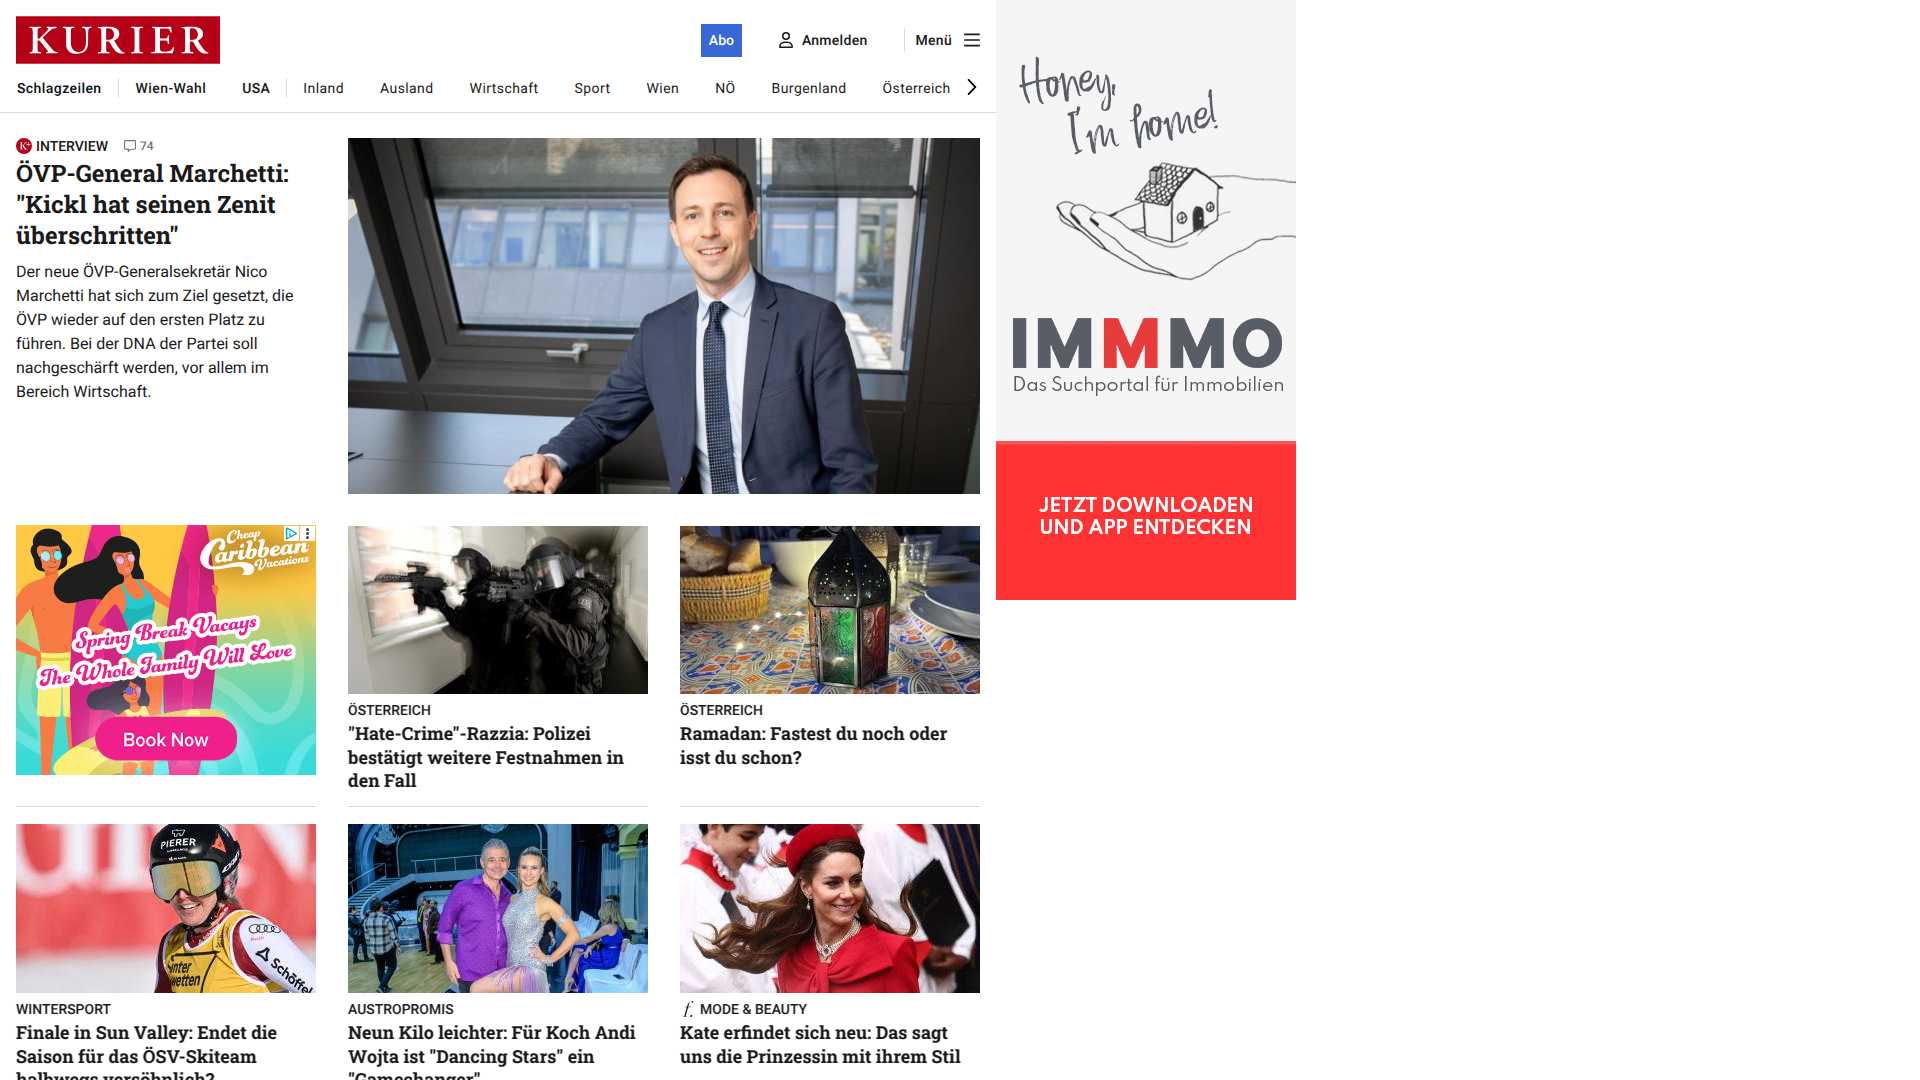 KURIER
Abo
Anmelden
Menü
Schlagzeilen
Wien-Wahl
USA
Inland
Ausland
Wirtschaft
Sport
Wien
NÖ
Burgenland
Österreich
INTERVIEW
74
ÖVP-General Marchetti:
"Kickl hat seinen Zenit
überschritten"
Der neue ÖVP-Generalsekretär Nico
Marchetti hat sich zum Ziel gesetzt, die
ÖVP wieder auf den ersten Platz zu
führen. Bei der DNA der Partei soll
nachgeschärft werden, vor allem im
Bereich Wirtschaft.
Honey,
I'm home!
IMMMO
Das Suchportal für Immobilien
JETZT DOWNLOADEN
UND APP ENTDECKEN
Cheap
Caribbean
Vacations
Spring Break Vacays
The Whole Family Will Love
Book Now
ÖSTERREICH
"Hate-Crime"-Razzia: Polizei
bestätigt weitere Festnahmen in
den Fall
ÖSTERREICH
Ramadan: Fastest du noch oder
isst du schon?
PIERER
Schöffel
WINTERSPORT
Finale in Sun Valley: Endet die
Saison für das ÖSV-Skiteam
halbwegs versöhnlich?
AUSTROPROMIS
Neun Kilo leichter: Für Koch Andi
Wojta ist "Dancing Stars" ein
"Gamechanger"
f. MODE & BEAUTY
Kate erfindet sich neu: Das sagt
uns die Prinzessin mit ihrem Stil